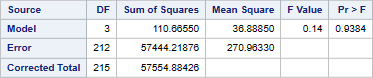 Source DF Sum of Squares Mean Square F Value Pr > F
Model 3 110.66550 36.88850 0.14 0.9384
Error 212 57444.21876 270.96330
Corrected Total 215 57554.88426